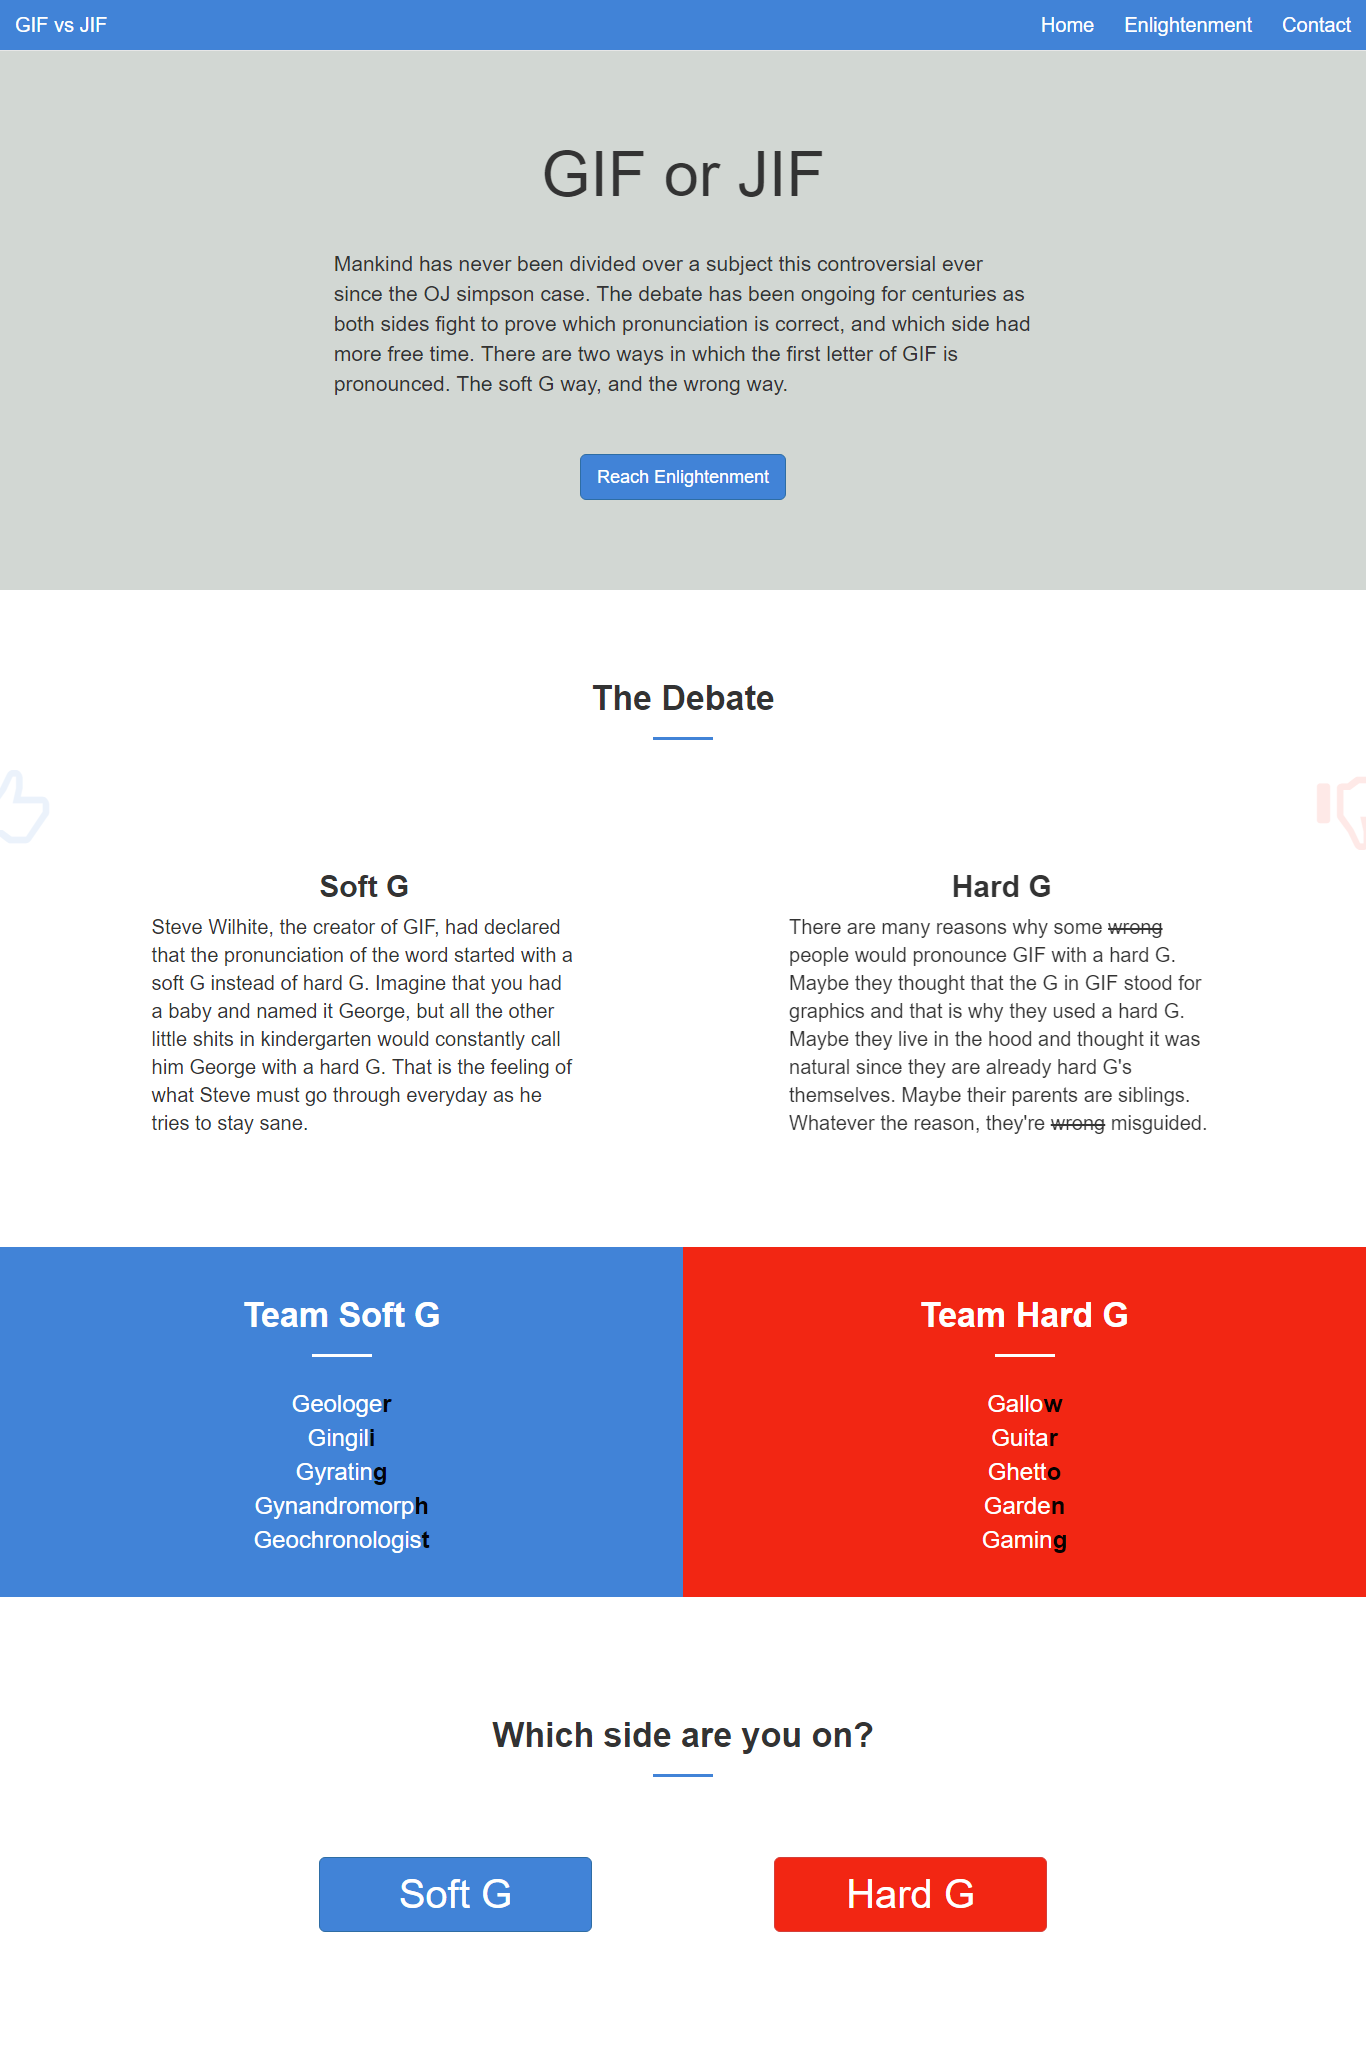 GIF vs JIF
Home
Enlightenment
Contact
GIF or JIF
Mankind has never been divided over a subject this controversial ever
since the OJ simpson case. The debate has been ongoing for centuries as
both sides fight to prove which pronunciation is correct, and which side had
more free time. There are two ways in which the first letter of GIF is
pronounced. The soft G way, and the wrong way.
Reach Enlightenment
The Debate
Soft G
Steve Wilhite, the creator of GIF, had declared
that the pronunciation of the word started with a
soft G instead of hard G. Imagine that you had
a baby and named it George, but all the other
little shits in kindergarten would constantly call
him George with a hard G. That is the feeling of
what Steve must go through everyday as he
tries to stay sane.
Hard G
There are many reasons why some wrong
people would pronounce GIF with a hard G.
Maybe they thought that the G in GIF stood for
graphics and that is why they used a hard G.
Maybe they live in the hood and thought it was
natural since they are already hard G's
themselves. Maybe their parents are siblings.
Whatever the reason, they're wrong misguided.
Team Soft G
Geologer
Gingili
Gyrating
Gynandromorph
Geochronologist
Team Hard G
Gallow
Guitar
Ghetto
Garden
Gaming
Which side are you on?
Soft G
Hard G